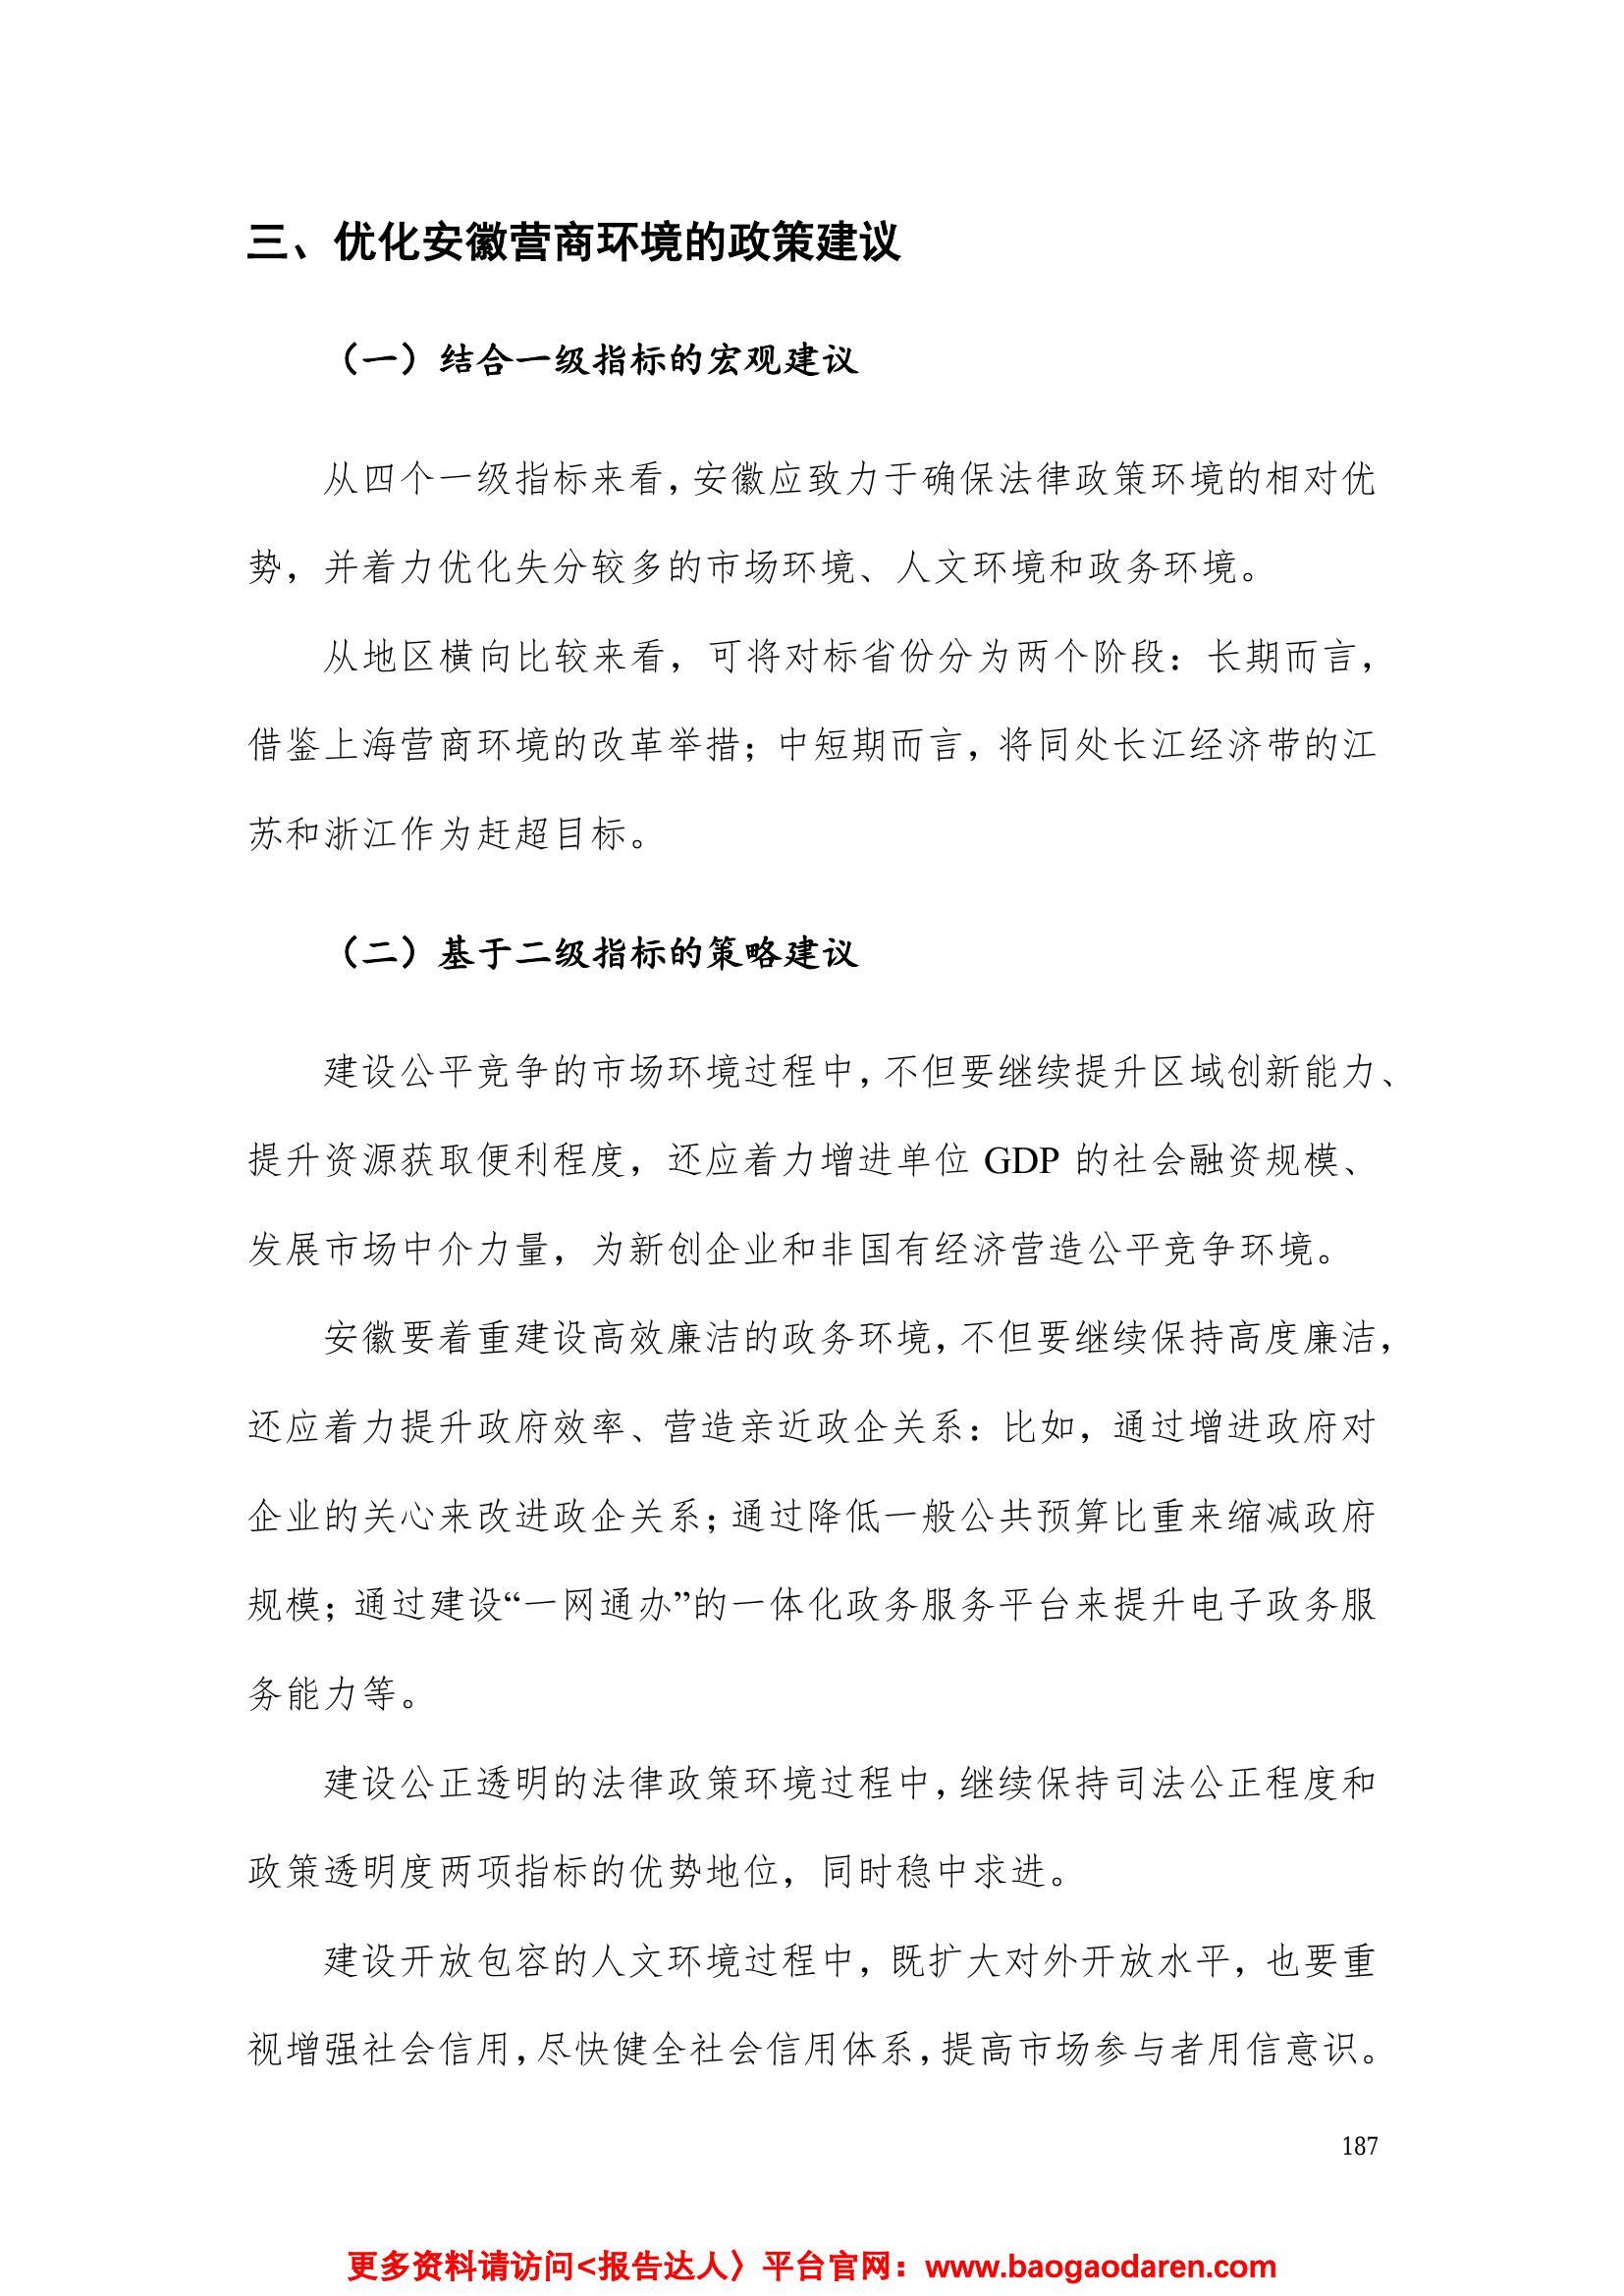 三、优化安徽营商环境的政策建议
（一）结合一级指标的宏观建议
从四个一级指标来看，安徽应致力于确保法律政策环境的相对优
势，并着力优化失分较多的市场环境、人文环境和政务环境。
从地区横向比较来看，可将对标省份分为两个阶段：长期而言，
借鉴上海营商环境的改革举措；中短期而言，将同处长江经济带的江
苏和浙江作为赶超目标。
（二）基于二级指标的策略建议
建设公平竞争的市场环境过程中，不但要继续提升区域创新能力、
提升资源获取便利程度，还应着力增进单位 GDP 的社会融资规模、
发展市场中介力量，为新创企业和非国有经济营造公平竞争环境。
安徽要着重建设高效廉洁的政务环境，不但要继续保持高度廉洁，
还应着力提升政府效率、营造亲近政企关系：比如，通过增进政府对
企业的关心来改进政企关系；通过降低一般公共预算比重来缩减政府
规模；通过建设“一网通办”的一体化政务服务平台来提升电子政务服
务能力等。
建设公正透明的法律政策环境过程中，继续保持司法公正程度和
政策透明度两项指标的优势地位，同时稳中求进。
建设开放包容的人文环境过程中，既扩大对外开放水平，也要重
视增强社会信用，尽快健全社会信用体系，提高市场参与者用信意识。
187
更多资料请访问<报告达人〉平台官网：www.baogaodaren.com